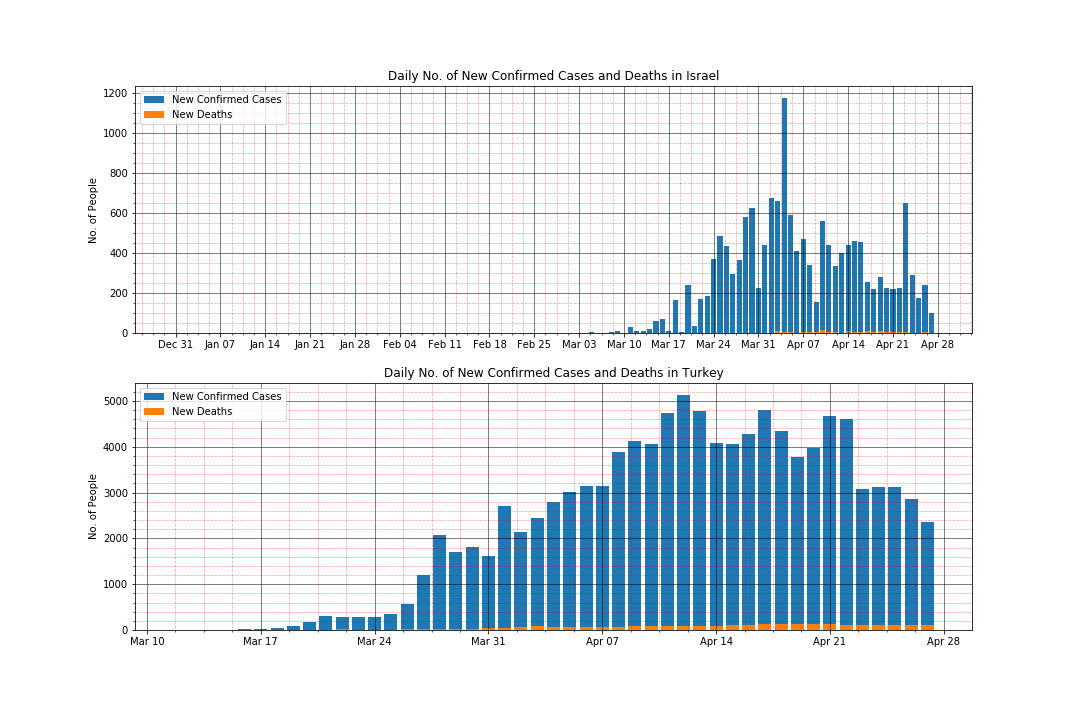 Daily No. of New Confirmed Cases and Deaths in Israel
1200
1000
800
600
400
200
0
No. of People
New Confirmed Cases
New Deaths
Dec 31 Jan 07 Jan 14 Jan 21 Jan 28 Feb 04 Feb 11 Feb 18 Feb 25 Mar 03 Mar 10 Mar 17 Mar 24 Mar 31 Apr 07 Apr 14 Apr 21 Apr 28
Daily No. of New Confirmed Cases and Deaths in Turkey
5000
4000
3000
2000
1000
0
No. of People
New Confirmed Cases
New Deaths
Mar 10 Mar 17 Mar 24 Mar 31 Apr 07 Apr 14 Apr 21 Apr 28